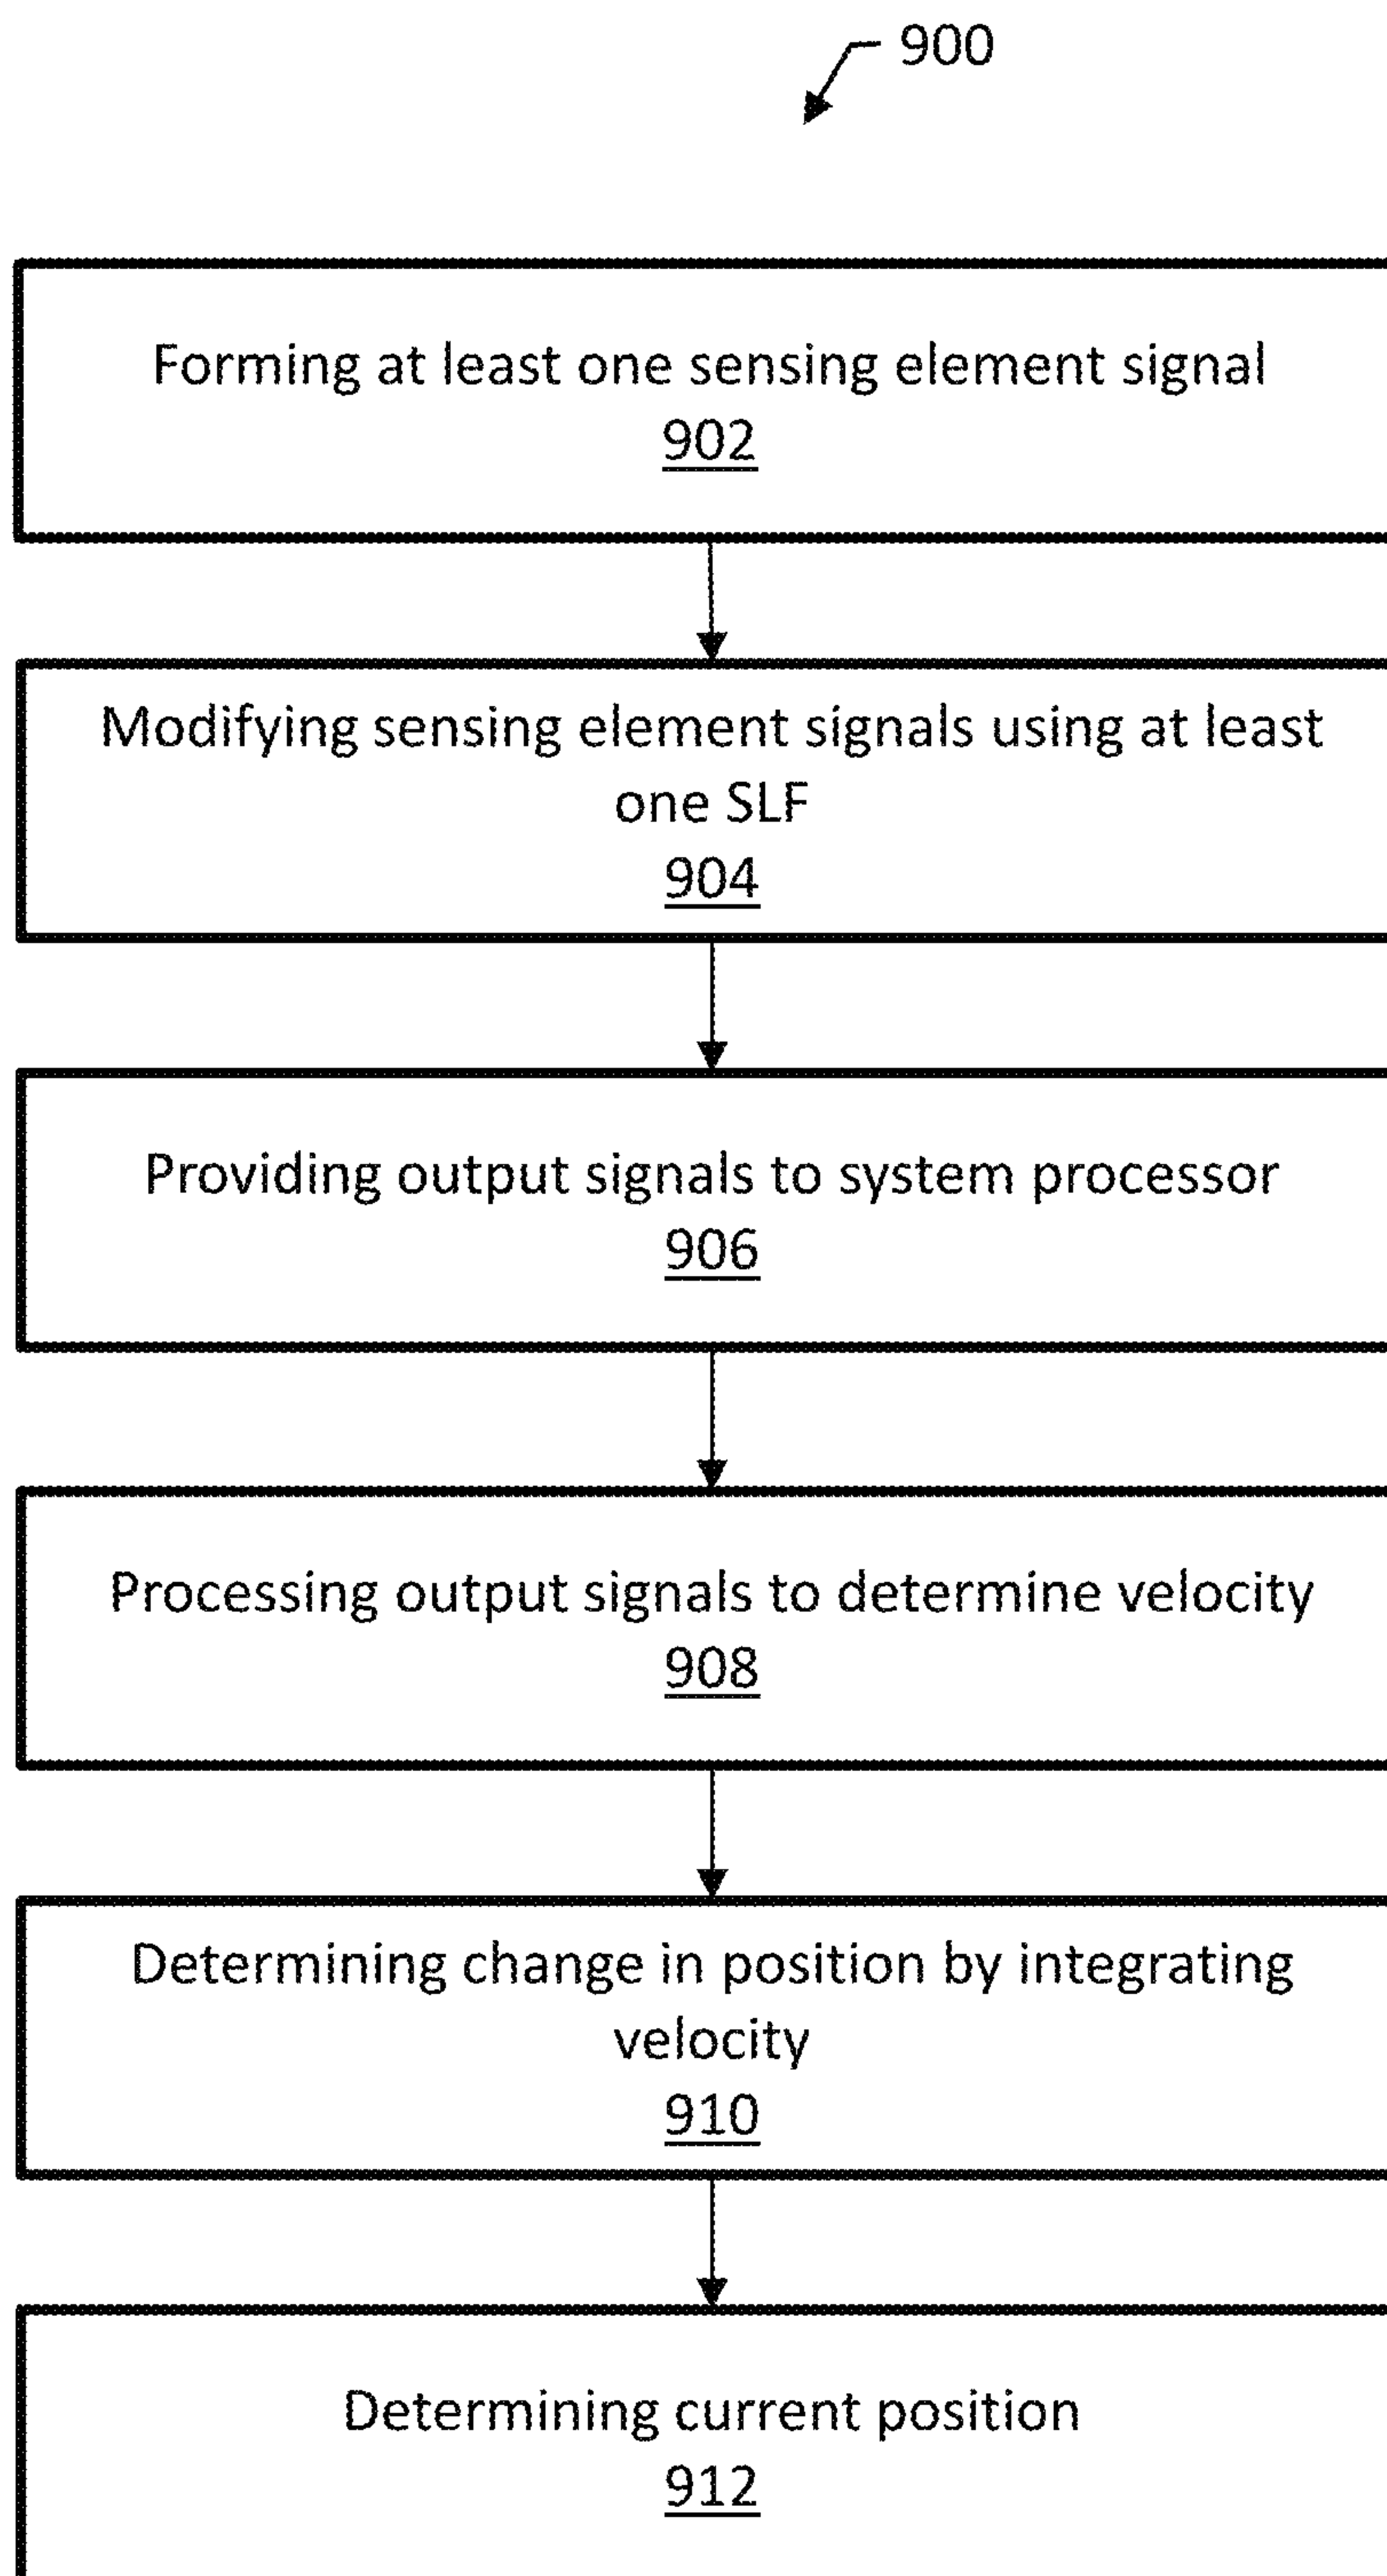 900
Forming at least one sensing element signal
902
Modifying sensing element signals using at least
one SLF
904
Providing output signals to system processor
906
Processing output signals to determine velocity
908
Determining change in position by integrating
velocity
910
Determining current position
912